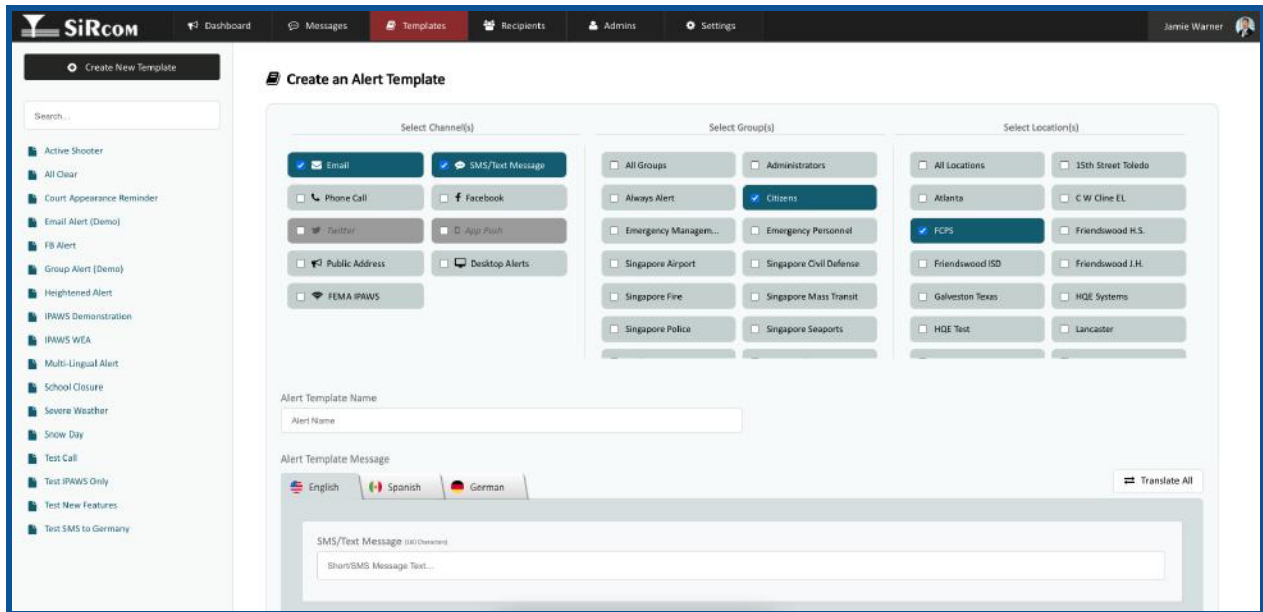 SiRcom Dashboard Messages Templates Recipients Admins Settings Jamie Warner
Create New Template
Search...
Active Shooter
All Clear
Court Appearance Reminder
Email Alert (Demo)
FB Alert
Group Alert (Demo)
Heightened Alert
IPAWS Demonstration
IPAWS WEA
Multi-Lingual Alert
School Closure
Severe Weather
Snow Day
Test Call
Test IPAWS Only
Test New Features
Test SMS to Germany
Create an Alert Template
Select Channel(s)
Email SMS/Text Message
Phone Call Facebook
Twitter App Push
Public Address Desktop Alerts
FEMA IPAWS
Select Group(s)
All Groups Administrators
Always Alert Citizens
Emergency Managem... Emergency Personnel
Singapore Airport Singapore Civil Defense
Singapore Fire Singapore Mass Transit
Singapore Police Singapore Seaports
Select Location(s)
All Locations 15th Street Toledo
Atlanta C W Cline EL
FCPS Friendswood H.S.
Friendswood ISD Friendswood J.H.
Galveston Texas HQE Systems
HQE Test Lancaster
Alert Template Name
Alert Name
Alert Template Message
English Spanish German Translate All
SMS/Text Message
Short/SMS Message Text...